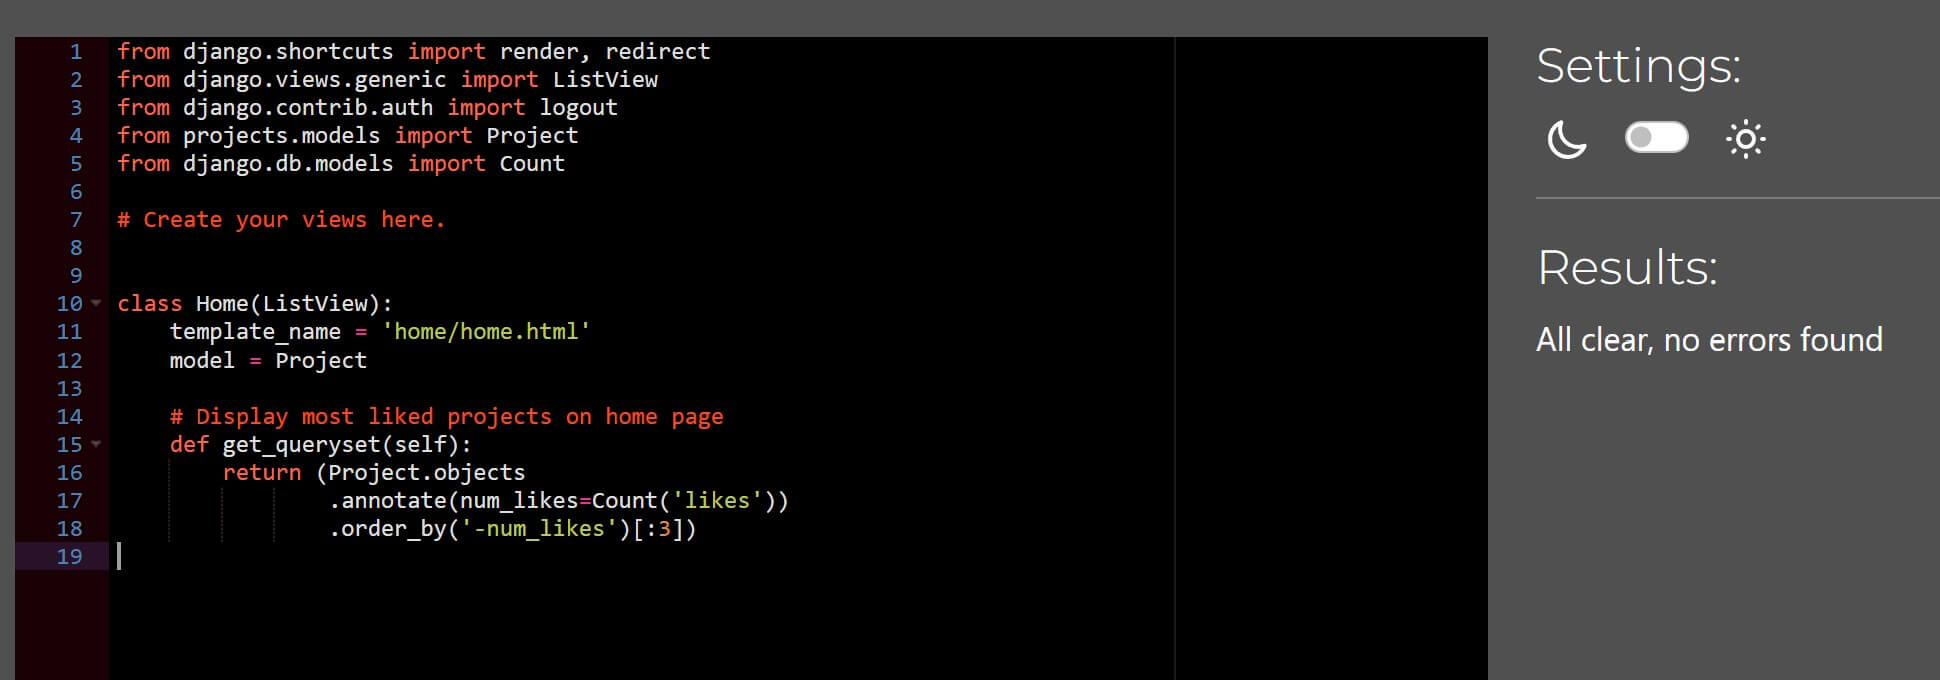 1 from django.shortcuts import render, redirect
2 from django.views.generic import ListView
3 from django.contrib.auth import logout
4 from projects.models import Project
5 from django.db.models import Count
6
7 # Create your views here.
8
9
10 class Home(ListView):
11     template_name = 'home/home.html'
12     model = Project
13
14     # Display most liked projects on home page
15     def get_queryset(self):
16         return (Project.objects
17                 .annotate(num_likes=Count('likes'))
18                 .order_by('-num_likes')[:3])
19
Settings:
Results:
All clear, no errors found